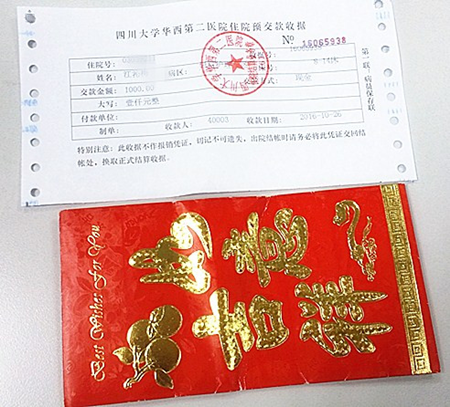 四川大学华西第二医院住院预交款收据
№ 16065938
住院号:
姓名: 江 病区:
交款金额: 1000.00 现金
大写: 壹仟元整
付款单位:
制单: 收款人: 40003 收款日期: 2016-10-26
特别注意: 此收据不作报销凭证，切记不可遗失，出院结帐时请务必将此凭证交回结
帐处，换取正式结算收据.
第一联: 病员保存联
吉祥
如意
Best Wishes For You